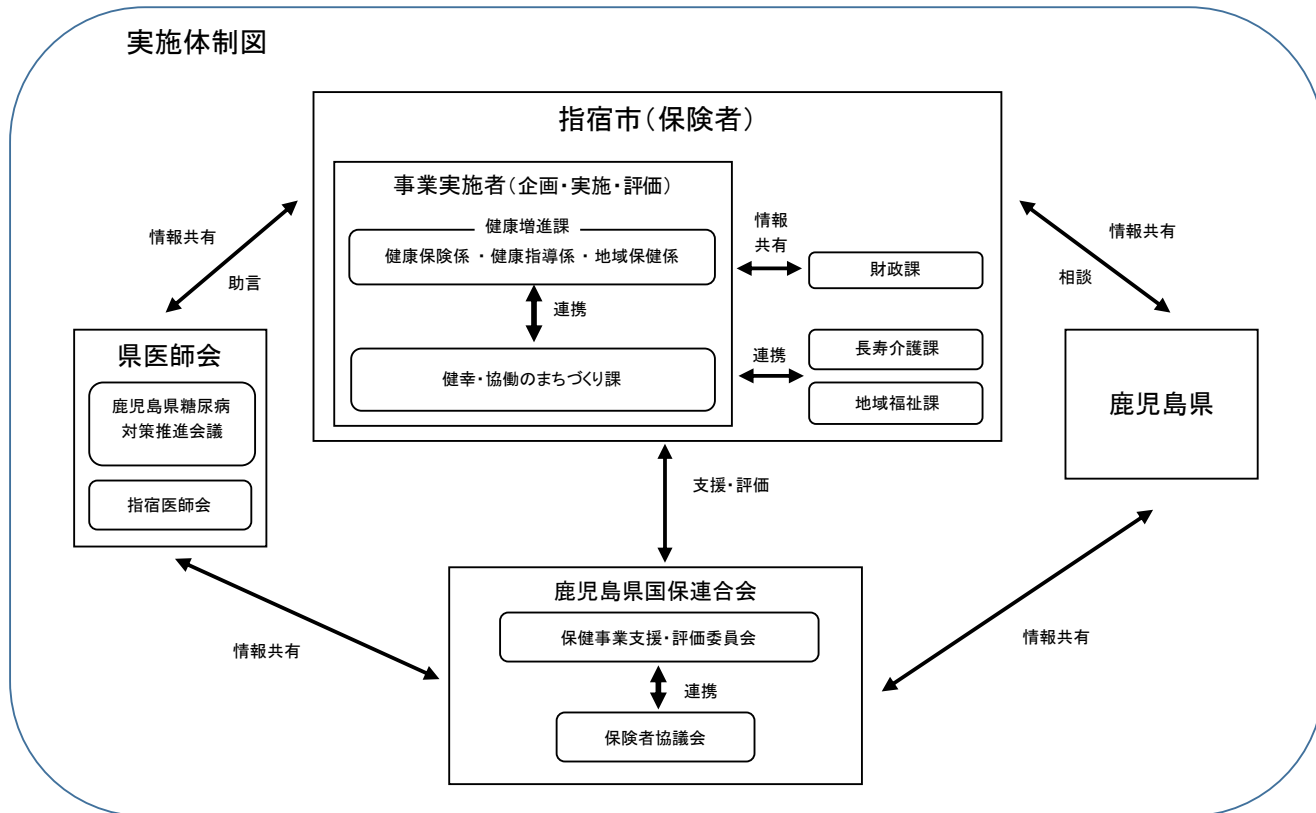 実施体制図
指宿市（保険者）
事業実施者（企画・実施・評価）
健康増進課
健康保険係 ・ 健康指導係 ・ 地域保健係
連携
健幸・協働のまちづくり課
情報
共有
財政課
連携
長寿介護課
地域福祉課
情報共有
助言
情報共有
相談
県医師会
鹿児島県糖尿病
対策推進会議
指宿医師会
鹿児島県
支援・評価
鹿児島県国保連合会
保健事業支援・評価委員会
連携
保険者協議会
情報共有
情報共有